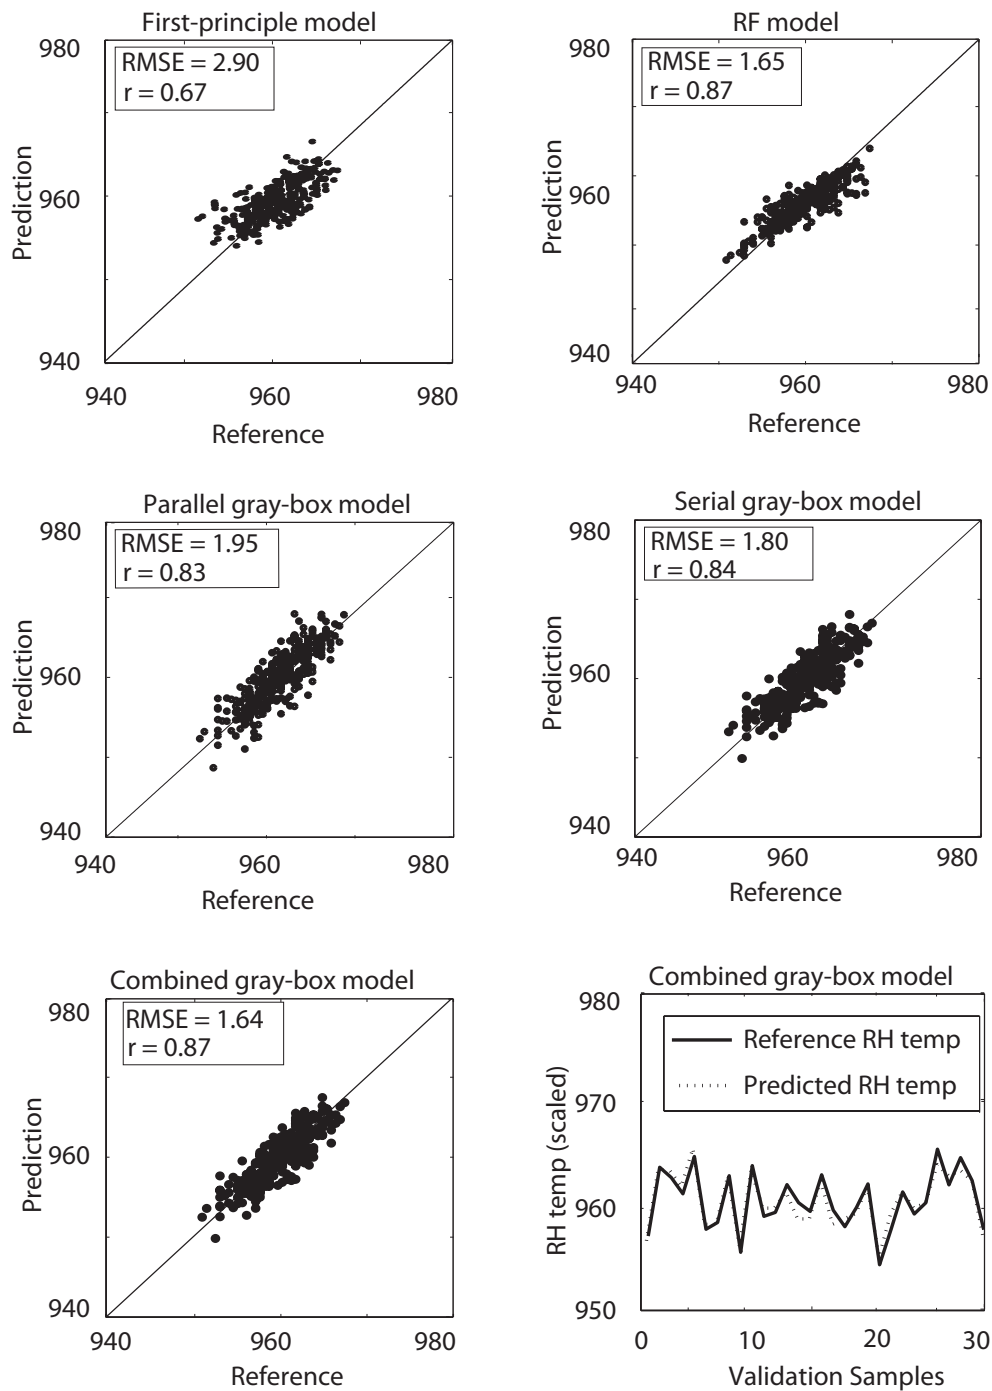 First-principle model
980
RMSE = 2.90
r = 0.67
Prediction
960
940
940 960 980
Reference
RF model
980
RMSE = 1.65
r = 0.87
Prediction
960
940
940 960 980
Reference
Parallel gray-box model
980
RMSE = 1.95
r = 0.83
Prediction
960
940
940 960 980
Reference
Serial gray-box model
980
RMSE = 1.80
r = 0.84
Prediction
960
940
940 960 980
Reference
Combined gray-box model
980
RMSE = 1.64
r = 0.87
Prediction
960
940
940 960 980
Reference
Combined gray-box model
980
Reference RH temp
Predicted RH temp
RH temp (scaled)
970
960
950
0 10 20 30
Validation Samples